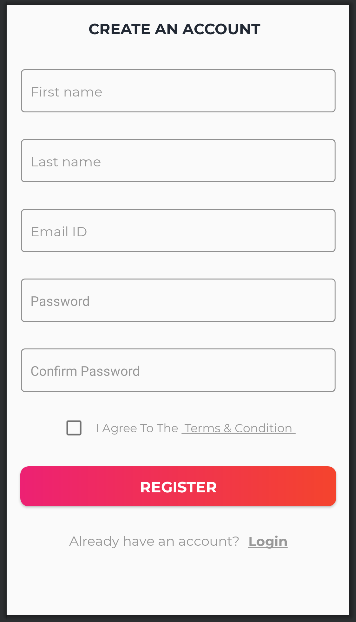 CREATE AN ACCOUNT
First name
Last name
Email ID
Password
Confirm Password
I Agree To The Terms & Condition
REGISTER
Already have an account? Login